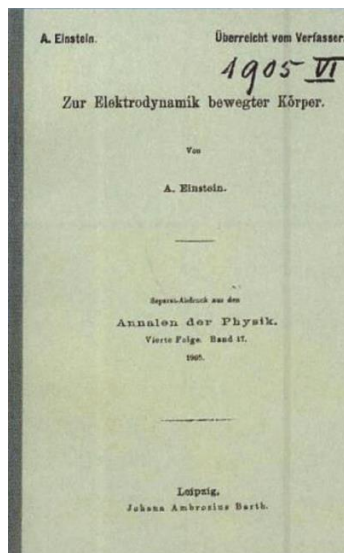 A. Einstein. Überreicht vom Verfasser.
1905 VI
Zur Elektrodynamik bewegter Körper.
Von
A. Einstein.
Separat-Abdruck aus den
Annalen der Physik.
Vierte Folge. Band 17.
1905.
Leipzig,
Johann Ambrosius Barth.